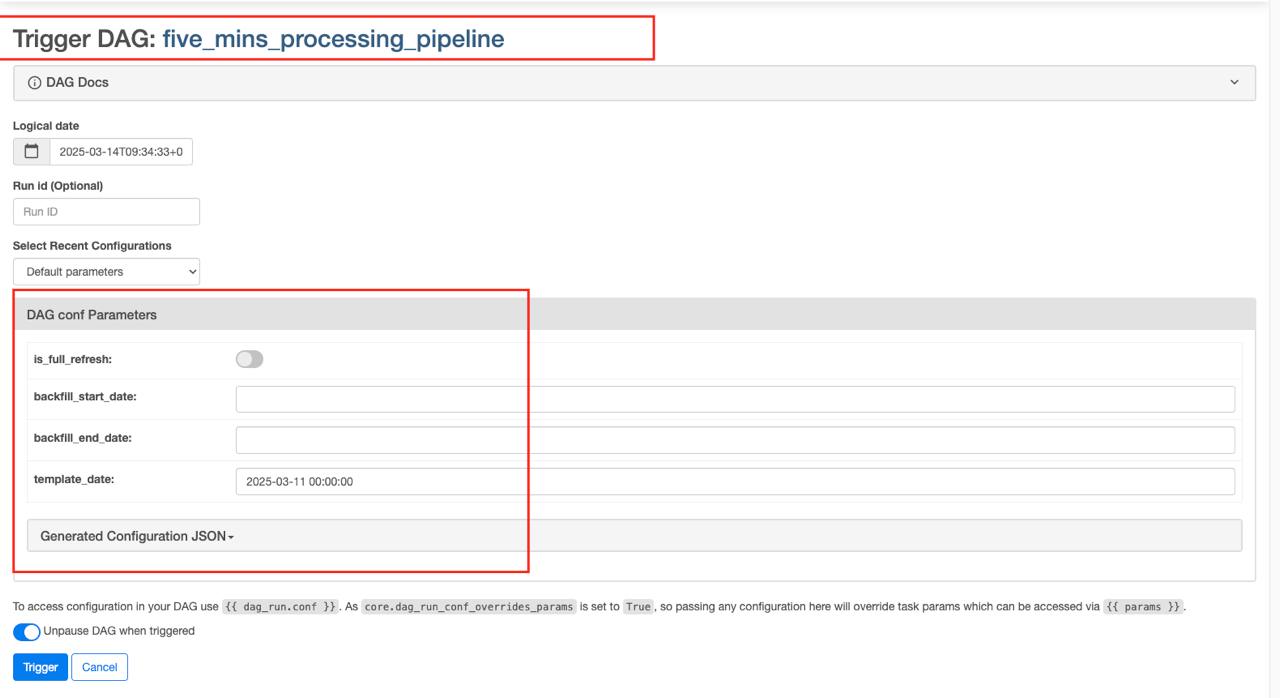 Trigger DAG: five_mins_processing_pipeline
DAG Docs
Logical date
2025-03-14T09:34:33+0
Run id (Optional)
Run ID
Select Recent Configurations
Default parameters
DAG conf Parameters
is_full_refresh:
backfill_start_date:
backfill_end_date:
template_date:
2025-03-11 00:00:00
Generated Configuration JSON
To access configuration in your DAG use {{ dag_run.conf }}. As core.dag_run_conf_overrides_params is set to True, so passing any configuration here will override task params which can be accessed via {{ params }}.
Unpause DAG when triggered
Trigger Cancel